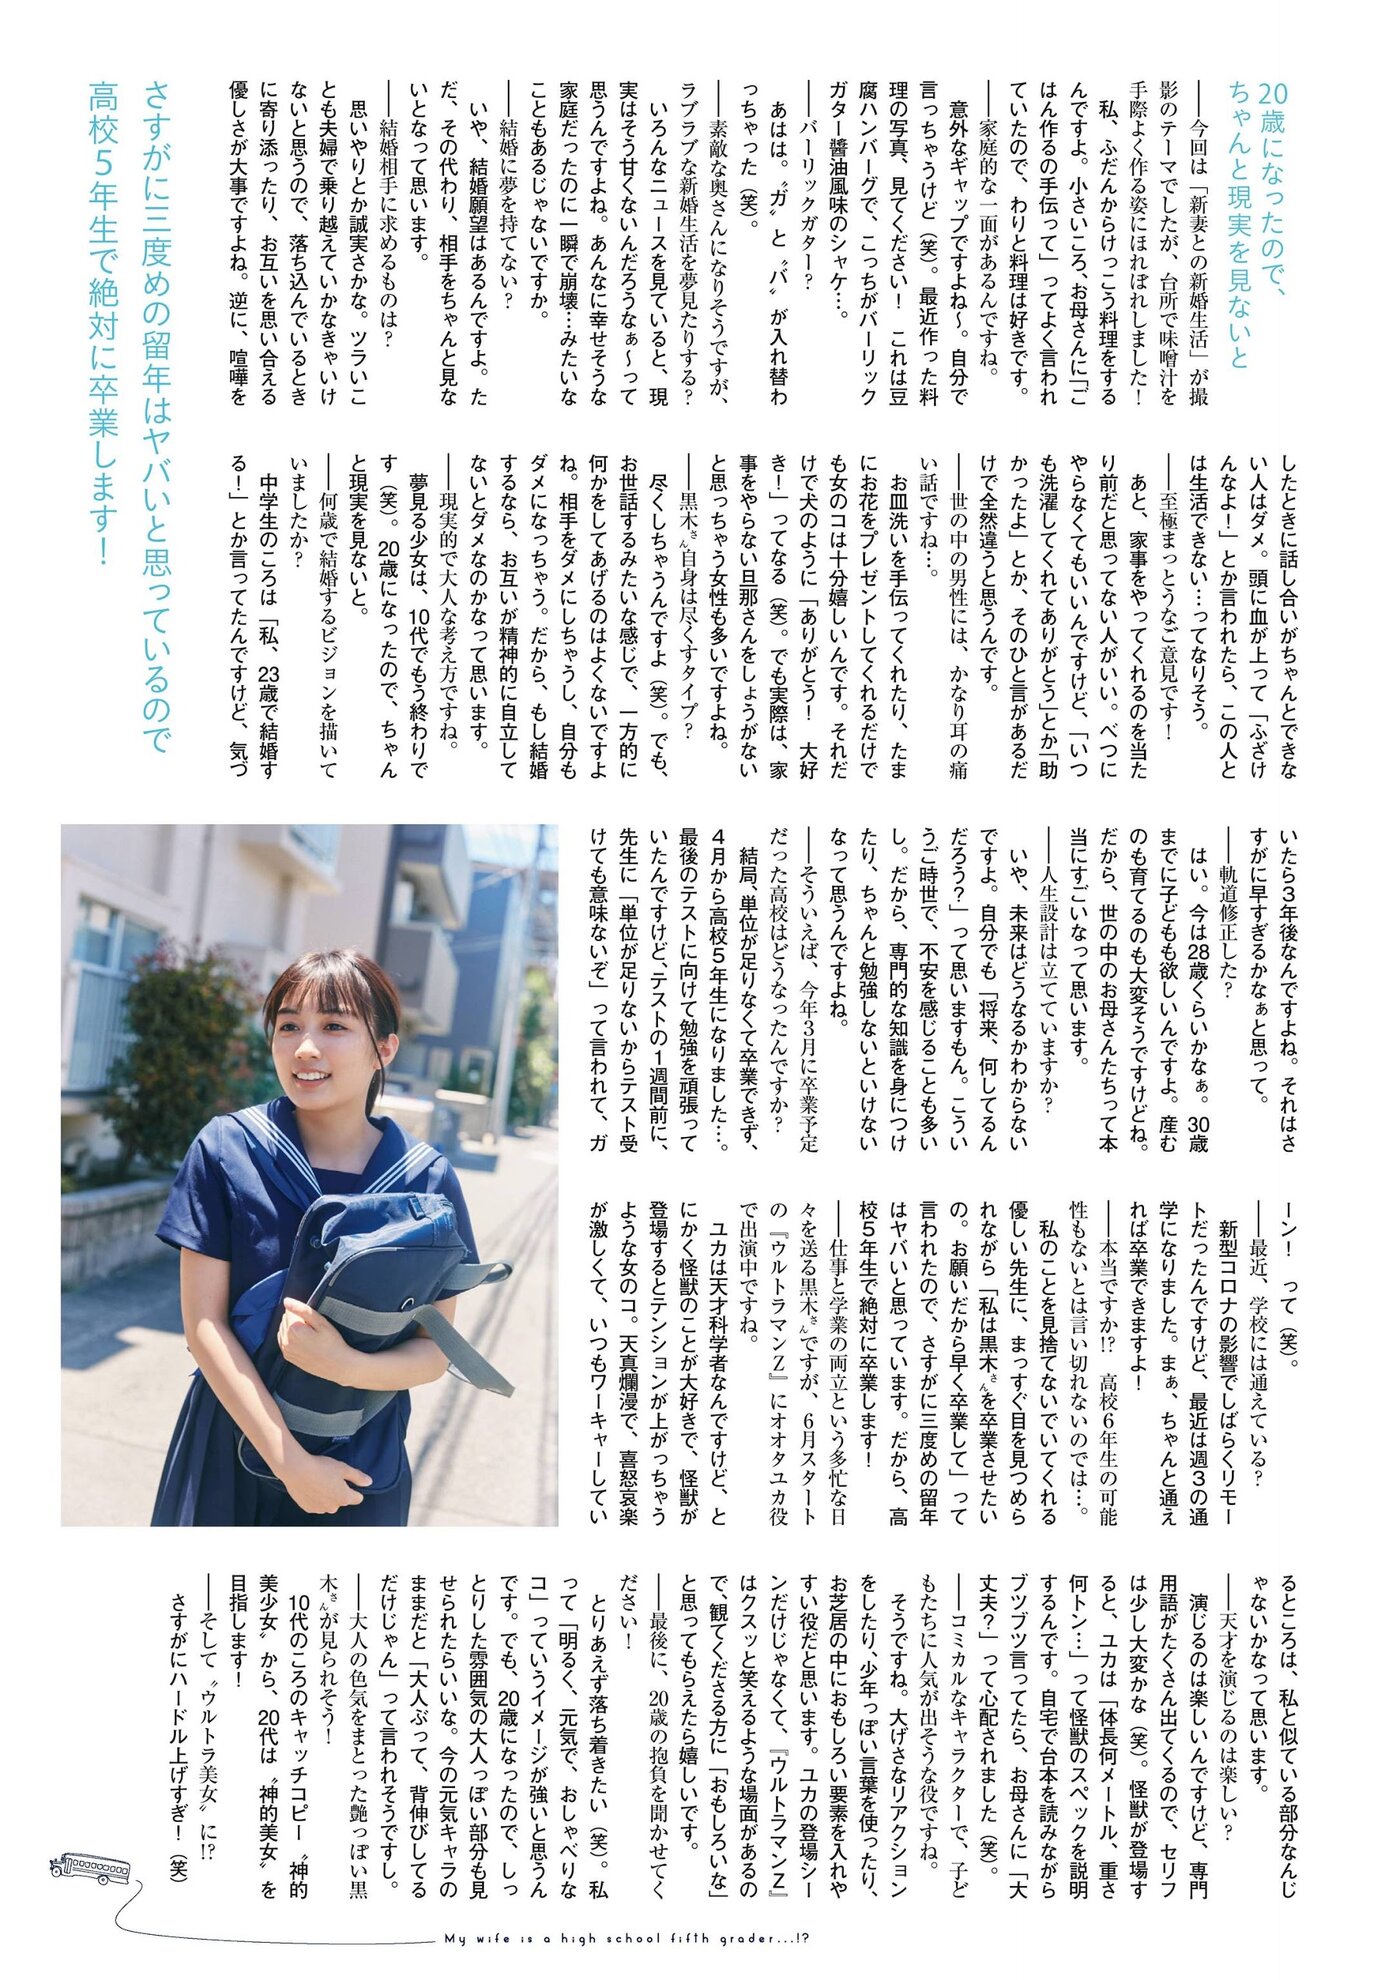 20歳になったので、
ちゃんと現実を見ないと
――今回は「新妻との新婚生活」が撮
影のテーマでしたが、台所で味噌汁を
手際よく作る姿にほれぼれしました！
私、ふだんからけっこう料理をする
んですよ。小さいころ、お母さんに「ご
はん作るの手伝って」ってよく言われ
ていたので、わりと料理は好きです。
――家庭的な一面があるんですね。
意外なギャップですよね～。自分で
言っちゃうけど（笑）。最近作った料
理の写真、見てください！　これは豆
腐ハンバーグで、こっちがバーリック
ガター醬油風味のシャケ…。
――バーリックガター？
あはは。〝ガ〟と〝バ〟が入れ替わ
っちゃった（笑）。
――素敵な奥さんになりそうですが、
ラブラブな新婚生活を夢見たりする？
いろんなニュースを見ていると、現
実はそう甘くないんだろうなぁ～って
思うんですよね。あんなに幸せそうな
家庭だったのに一瞬で崩壊…みたいな
こともあるじゃないですか。
――結婚に夢を持てない？
いや、結婚願望はあるんですよ。た
だ、その代わり、相手をちゃんと見な
いとなって思います。
――結婚相手に求めるものは？
思いやりとか誠実さかな。ツラいこ
とも夫婦で乗り越えていかなきゃいけ
ないと思うので、落ち込んでいるとき
に寄り添ったり、お互いを思い合える
優しさが大事ですよね。逆に、喧嘩を
さすがに三度めの留年はヤバいと思っているので
高校5年生で絶対に卒業します！
したときに話し合いがちゃんとできな
い人はダメ。頭に血が上って「ふざけ
んなよ！」とか言われたら、この人と
は生活できない…ってなりそう。
――至極まっとうなご意見です！
あと、家事をやってくれるのを当た
り前だと思ってない人がいい。べつに
やらなくてもいいんですけど、「いつ
も洗濯してくれてありがとう」とか「助
かったよ」とか、そのひと言があるだ
けで全然違うと思うんです。
――世の中の男性には、かなり耳の痛
い話ですね…。
お皿洗いを手伝ってくれたり、たま
にお花をプレゼントしてくれるだけで
も女のコは十分嬉しいんです。それだ
けで犬のように「ありがとう！　大好
き！」ってなる（笑）。でも実際は、家
事をやらない旦那さんをしょうがない
と思っちゃう女性も多いですよね。
――黒木さん自身は尽くすタイプ？
尽くしちゃうんですよ（笑）。でも、
お世話するみたいな感じで、一方的に
何かをしてあげるのはよくないですよ
ね。相手をダメにしちゃうし、自分も
ダメになっちゃう。だから、もし結婚
するなら、お互いが精神的に自立して
ないとダメなのかなって思います。
――現実的で大人な考え方ですね。
夢見る少女は、10代でもう終わりで
す（笑）。20歳になったので、ちゃん
と現実を見ないと。
――何歳で結婚するビジョンを描いて
いましたか？
中学生のころは「私、23歳で結婚す
る！」とか言ってたんですけど、気づ
いたら3年後なんですよね。それはさ
すがに早すぎるかなぁと思って。
――軌道修正した？
はい。今は28歳くらいかなぁ。30歳
までに子どもも欲しいんですよ。産む
のも育てるのも大変そうですけどね。
だから、世の中のお母さんたちって本
当にすごいなって思います。
――人生設計は立てていますか？
いや、未来はどうなるかわからない
ですよ。自分でも「将来、何してるん
だろう？」って思いますもん。こうい
うご時世で、不安を感じることも多い
し。だから、専門的な知識を身につけ
たり、ちゃんと勉強しないといけない
なって思うんですよね。
――そういえば、今年3月に卒業予定
だった高校はどうなったんですか？
結局、単位が足りなくて卒業できず、
4月から高校5年生になりました…。
最後のテストに向けて勉強を頑張って
いたんですけど、テストの1週間前に、
先生に「単位が足りないからテスト受
けても意味ないぞ」って言われて、ガ
ーン！　って（笑）。
――最近、学校には通えている？
新型コロナの影響でしばらくリモー
トだったんですけど、最近は週3の通
学になりました。まぁ、ちゃんと通え
れば卒業できますよ！
――本当ですか!?　高校6年生の可能
性もないとは言い切れないのでは…。
私のことを見捨てないでいてくれる
優しい先生に、まっすぐ目を見つめら
れながら「私は黒木さんを卒業させたい
の。お願いだから早く卒業して」って
言われたので、さすがに三度めの留年
はヤバいと思っています。だから、高
校5年生で絶対に卒業します！
――仕事と学業の両立という多忙な日
々を送る黒木さんですが、6月スタート
の『ウルトラマンZ』にオオタユカ役
で出演中ですね。
ユカは天才科学者なんですけど、と
にかく怪獣のことが大好きで、怪獣が
登場するとテンションが上がっちゃう
ような女のコ。天真爛漫で、喜怒哀楽
が激しくて、いつもワーキャーしてい
るところは、私と似ている部分なんじ
ゃないかなって思います。
――天才を演じるのは楽しい？
演じるのは楽しいんですけど、専門
用語がたくさん出てくるので、セリフ
は少し大変かな（笑）。怪獣が登場す
ると、ユカは「体長何メートル、重さ
何トン…」って怪獣のスペックを説明
するんです。自宅で台本を読みながら
ブツブツ言ってたら、お母さんに「大
丈夫？」って心配されました（笑）。
――コミカルなキャラクターで、子ど
もたちに人気が出そうな役ですね。
そうですね。大げさなリアクション
をしたり、少年っぽい言葉を使ったり、
お芝居の中におもしろい要素を入れや
すい役だと思います。ユカの登場シー
ンだけじゃなくて、『ウルトラマンZ』
はクスッと笑えるような場面があるの
で、観てくださる方に「おもしろいな」
と思ってもらえたら嬉しいです。
――最後に、20歳の抱負を聞かせてく
ださい！
とりあえず落ち着きたい（笑）。私
って「明るく、元気で、おしゃべりな
コ」っていうイメージが強いと思うん
です。でも、20歳になったので、しっ
とりした雰囲気の大人っぽい部分も見
せられたらいいな。今の元気キャラの
ままだと「大人ぶって、背伸びしてる
だけじゃん」って言われそうですし。
――大人の色気をまとった艶っぽい黒
木さんが見られそう！
10代のころのキャッチコピー〝神的
美少女〟から、20代は〝神的美女〟を
目指します！
――そして〝ウルトラ美女〟に!?
さすがにハードル上げすぎ！（笑）
My wife is a high school fifth grader...!?